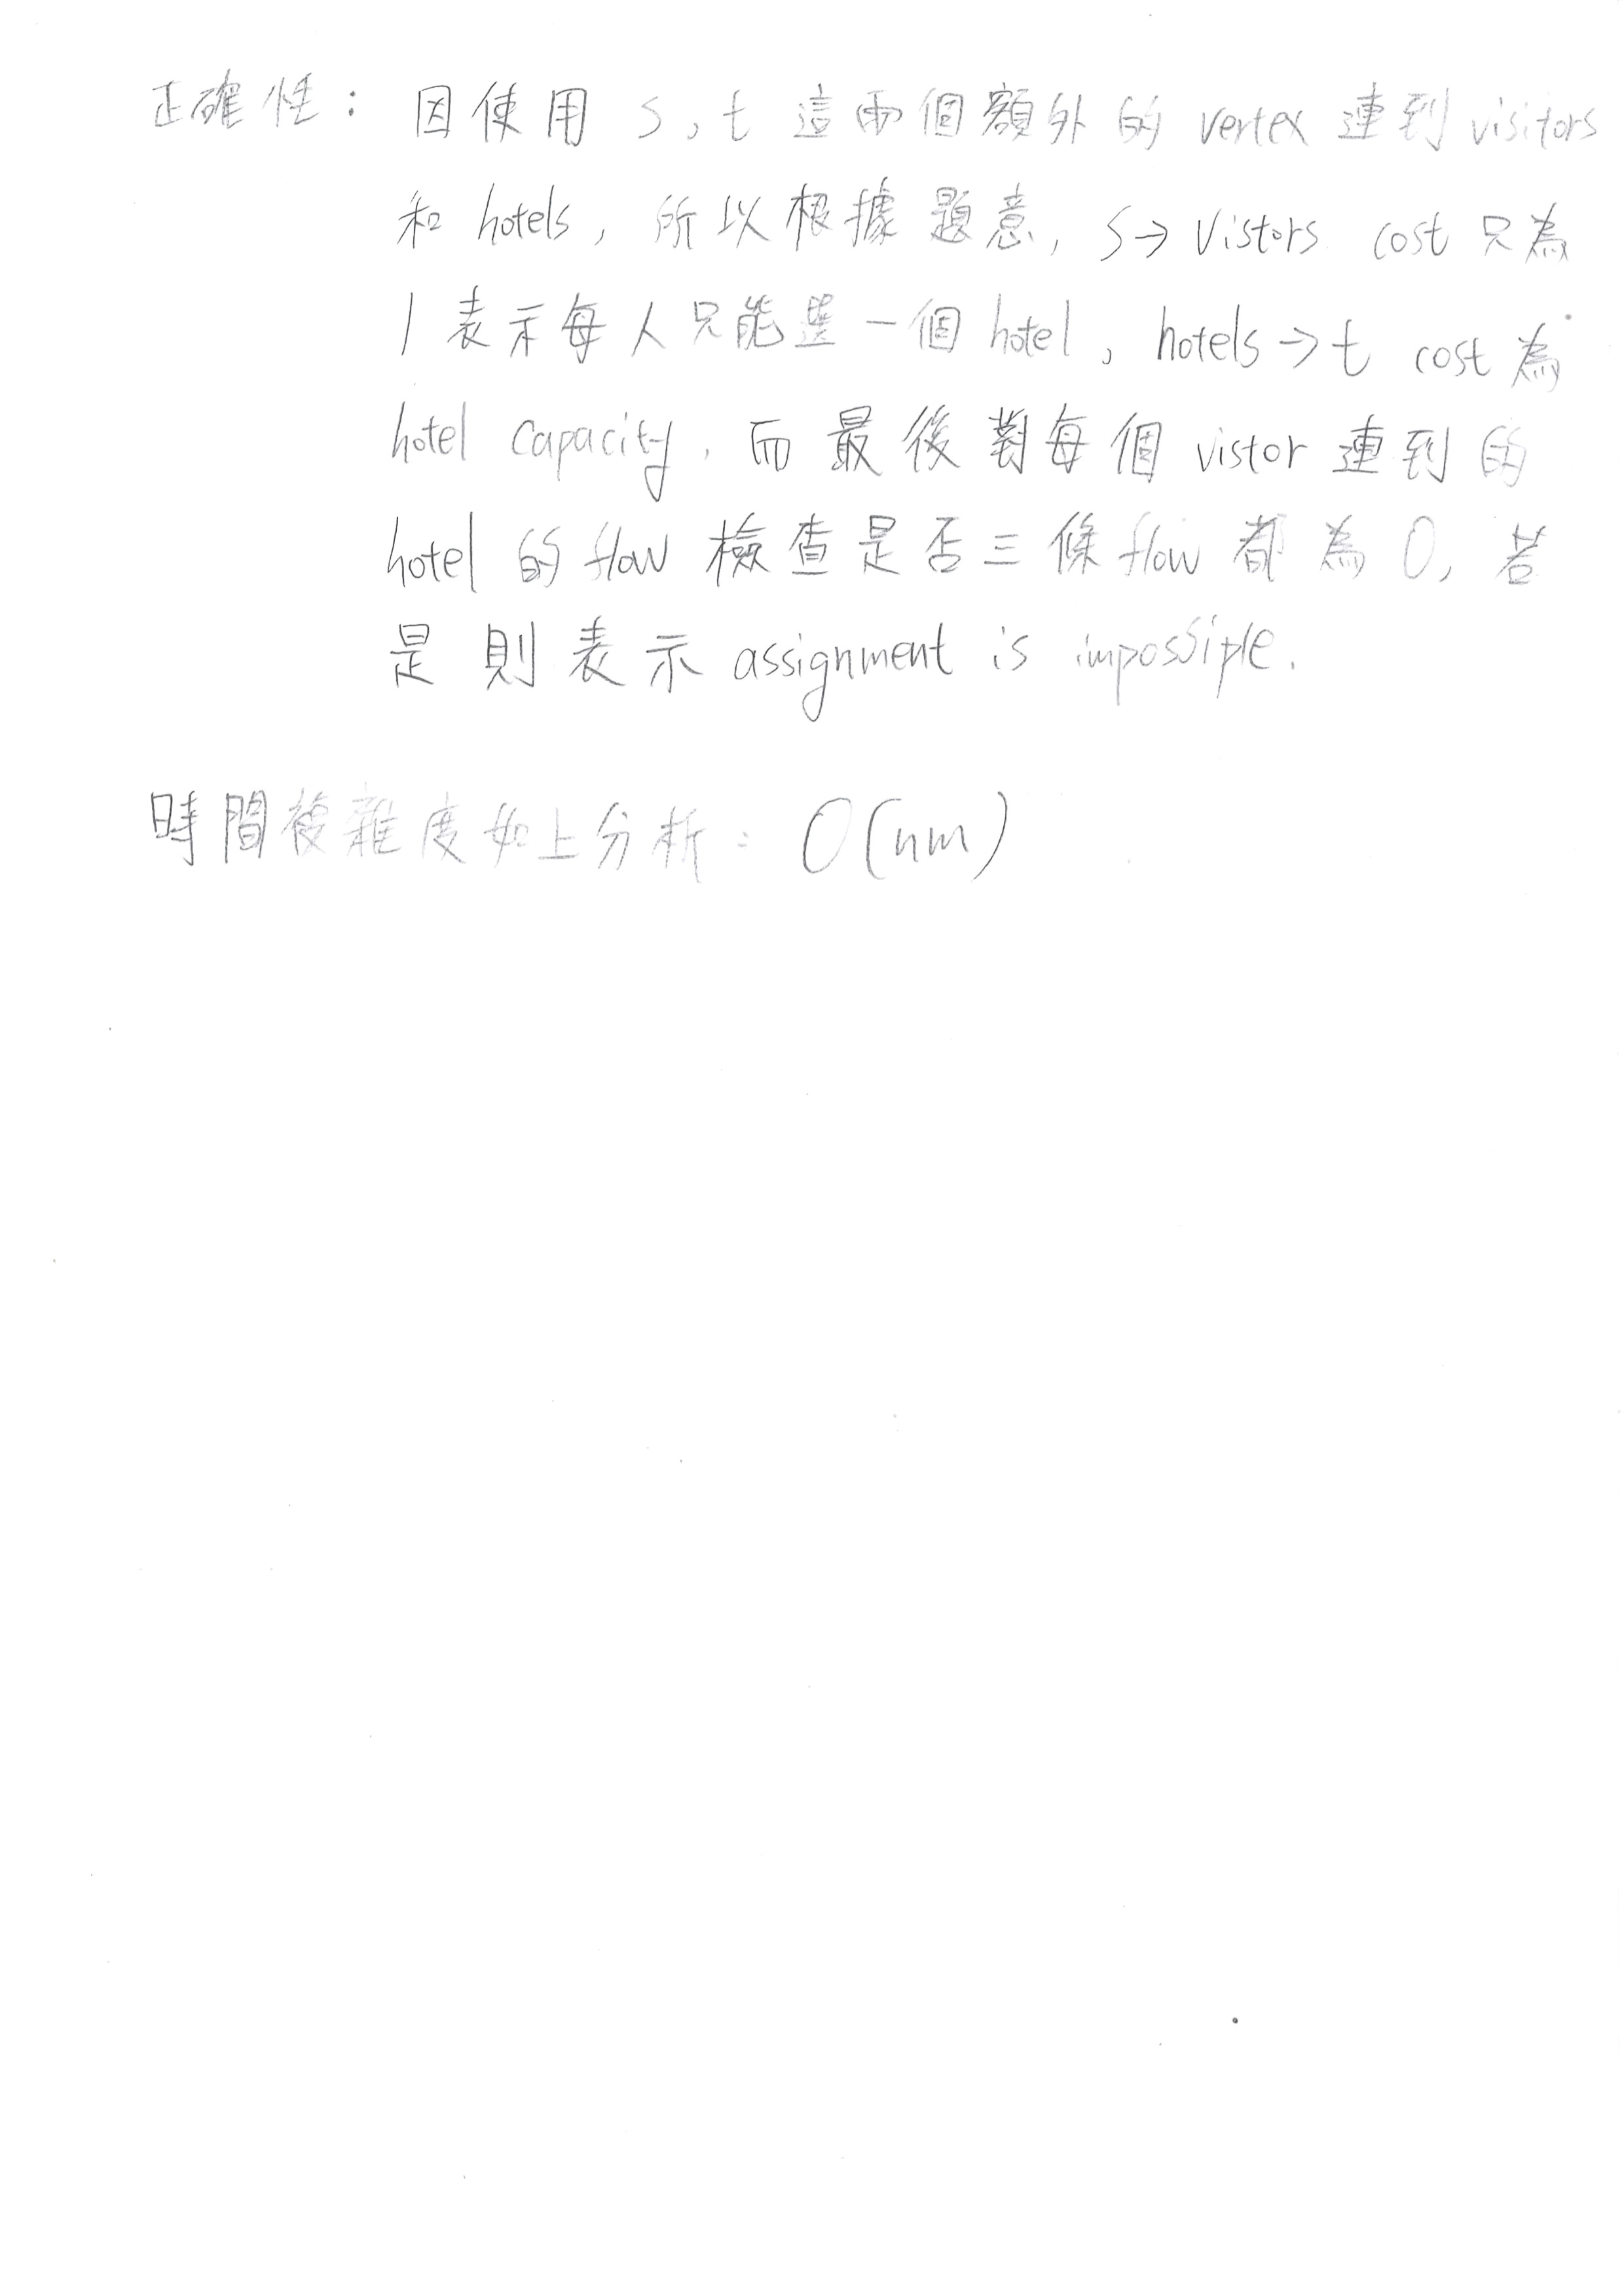 正確性： 因使用 s, t 這兩個額外的 vertex 連到 visitors
和 hotels, 所以根據題意, s→ Vistors cost 只為
1 表示每人只能選一個 hotel, hotels → t cost 為
hotel capacity, 而最後對每個 vistor 連到的
hotel 的 flow 檢查是否三條 flow 都為 0, 若
是則表示 assignment is impossiple.
時間複雜度如上分析： O(nm)